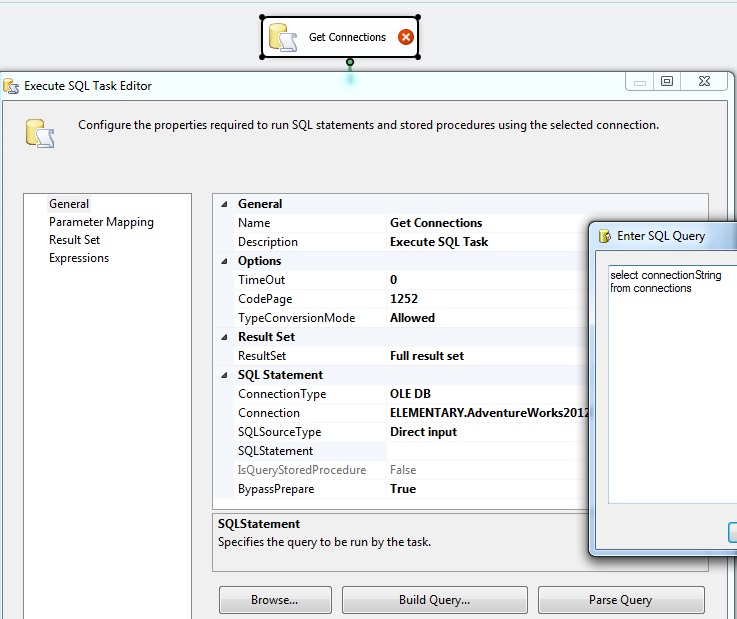 Get Connections
Execute SQL Task Editor
Configure the properties required to run SQL statements and stored procedures using the selected connection.
General
Parameter Mapping
Result Set
Expressions
General
Name Get Connections
Description Execute SQL Task
Options
TimeOut 0
CodePage 1252
TypeConversionMode Allowed
Result Set
ResultSet Full result set
SQL Statement
ConnectionType OLE DB
Connection ELEMENTARY.AdventureWorks2012
SQLSourceType Direct input
SQLStatement
IsQueryStoredProcedure False
BypassPrepare True
SQLStatement
Specifies the query to be run by the task.
Browse...
Build Query...
Parse Query
Enter SQL Query
select connectionString
from connections